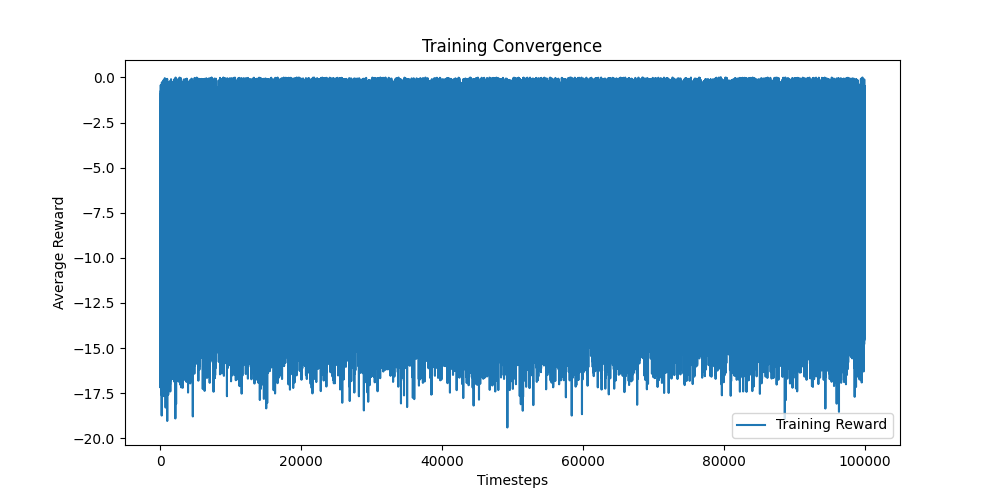 Training Convergence
0.0
−2.5
−5.0
−7.5
−10.0
−12.5
−15.0
−17.5
−20.0
Average Reward
Training Reward
0 20000 40000 60000 80000 100000
Timesteps